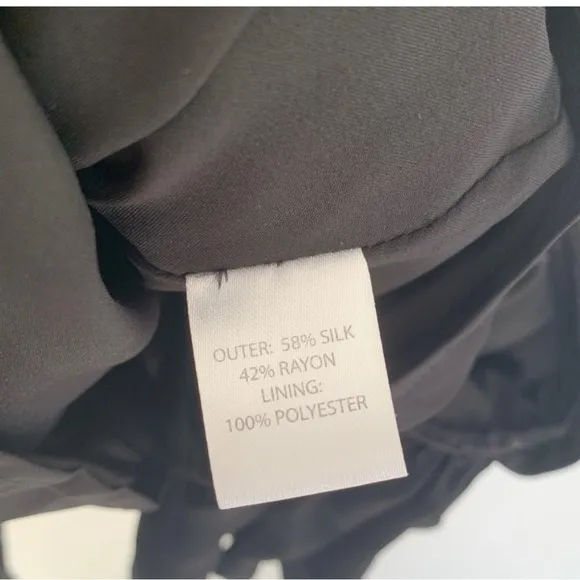 OUTER: 58% SILK
42% RAYON
LINING:
100% POLYESTER